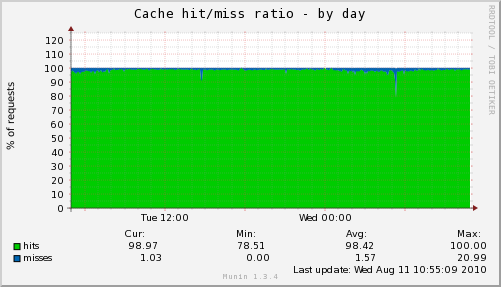 Cache hit/miss ratio - by day
RRDTOOL / TOBI OETIKER
% of requests
120
110
100
90
80
70
60
50
40
30
20
10
0
Tue 12:00 Wed 00:00
Cur: Min: Avg: Max:
hits 98.97 78.51 98.42 100.00
misses 1.03 0.00 1.57 20.99
Last update: Wed Aug 11 10:55:09 2010
Munin 1.3.4